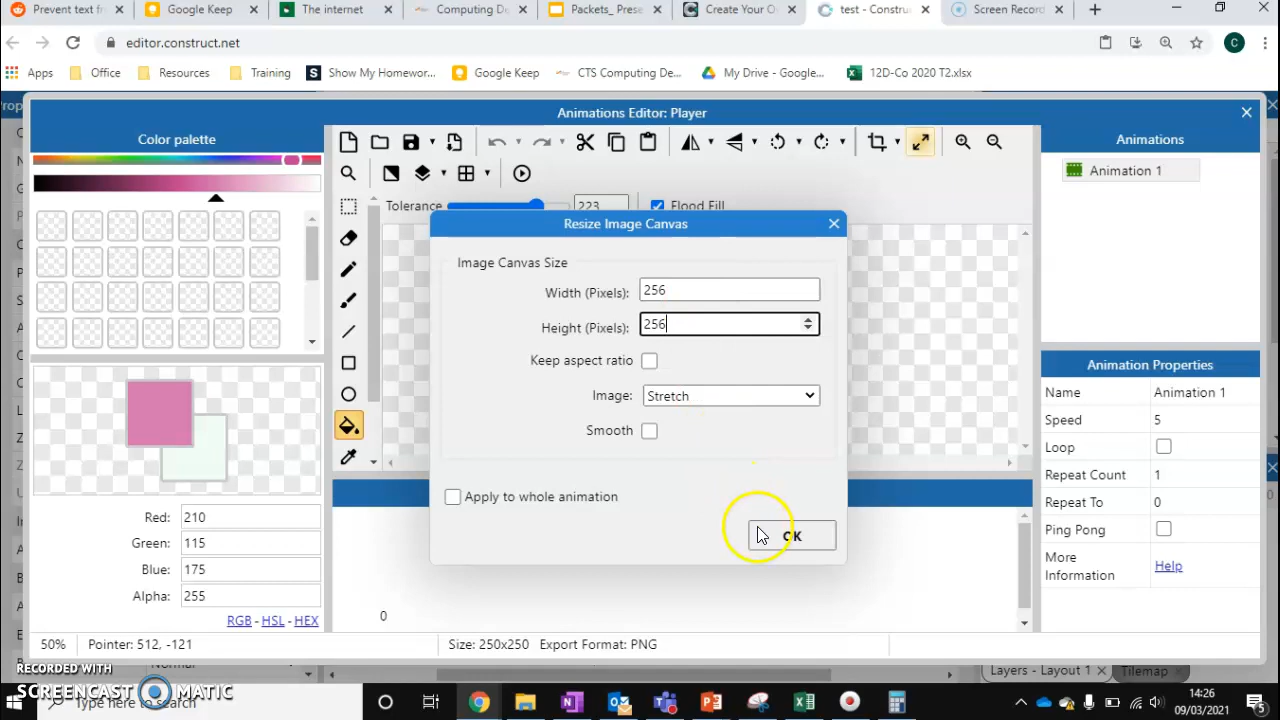 Prevent text fr
Google Keep
The internet
Computing De
Packets_ Prese
Create Your O
test - Constru
Screen Record
editor.construct.net
Apps
Office
Resources
Training
Show My Homewor...
Google Keep
CTS Computing De...
My Drive - Google...
12D-Co 2020 T2.xlsx
Animations Editor: Player
Color palette
Animations
Animation 1
Tolerance
223
Flood Fill
Resize Image Canvas
Image Canvas Size
Width (Pixels): 256
Height (Pixels): 256
Keep aspect ratio
Image: Stretch
Smooth
Apply to whole animation
OK
Animation Properties
Name Animation 1
Speed 5
Loop
Repeat Count 1
Repeat To 0
Ping Pong
More Information Help
Red: 210
Green: 115
Blue: 175
Alpha: 255
RGB - HSL - HEX
0
50%
Pointer: 512, -121
Size: 250x250
Export Format: PNG
Normal
Layers - Layout 1
Tilemap
RECORDED WITH
SCREENCAST MATIC
Type here to search
14:26
09/03/2021
5